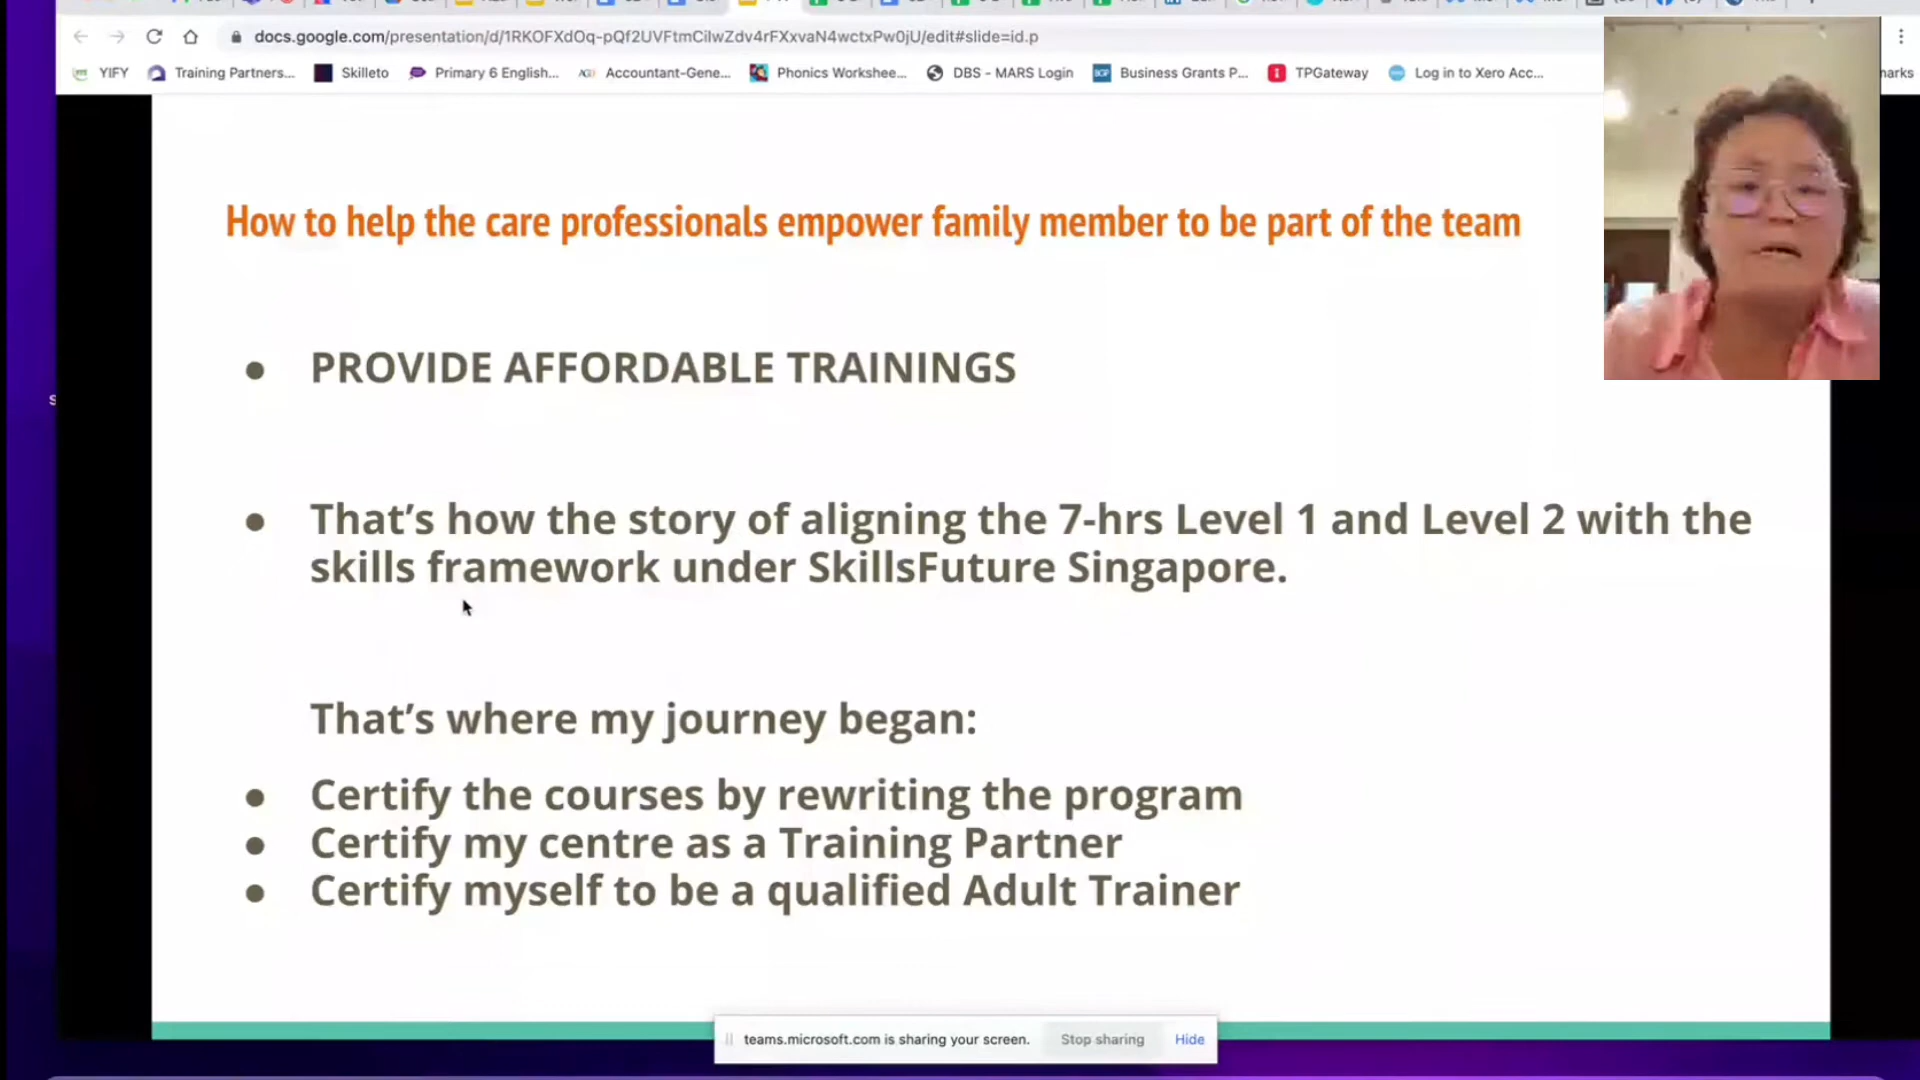 docs.google.com/presentation/d/1RKOFXdOq-pQf2UVFtmCilwZdv4rFXxvaN4wctxPw0jU/edit#slide=id.p
YIFY Training Partners... Skilleto Primary 6 English... Accountant-Gene... Phonics Workshee... DBS - MARS Login Business Grants P... TPGateway Log in to Xero Acc...
How to help the care professionals empower family member to be part of the team
● PROVIDE AFFORDABLE TRAININGS
● That's how the story of aligning the 7-hrs Level 1 and Level 2 with the
skills framework under SkillsFuture Singapore.
That's where my journey began:
● Certify the courses by rewriting the program
● Certify my centre as a Training Partner
● Certify myself to be a qualified Adult Trainer
teams.microsoft.com is sharing your screen. Stop sharing Hide